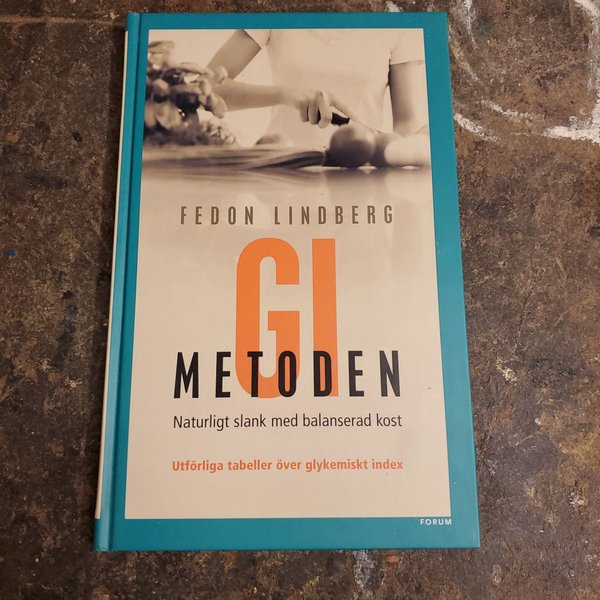 FEDON LINDBERG
GI
METODEN
Naturligt slank med balanserad kost
Utförliga tabeller över glykemiskt index
FORUM